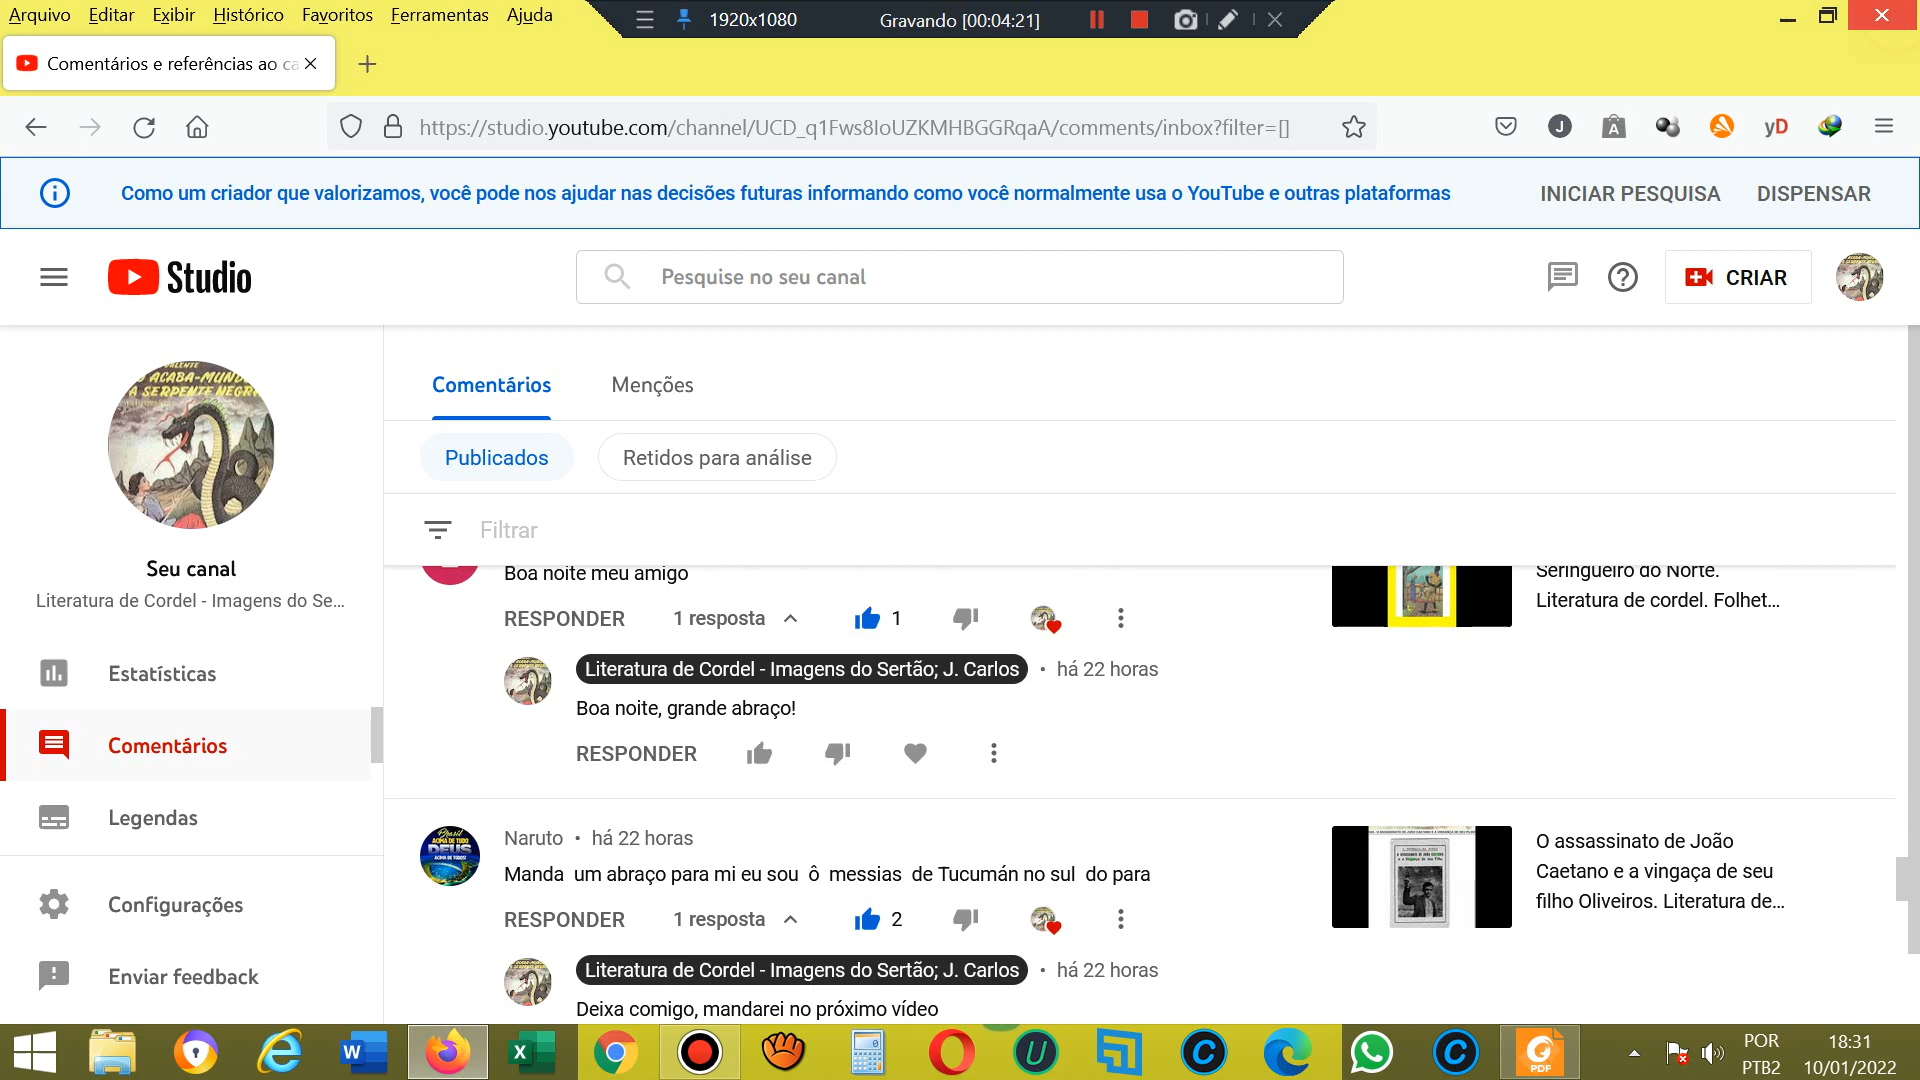 Arquivo Editar Exibir Histórico Favoritos Ferramentas Ajuda
1920x1080 Gravando [00:04:21]
Comentários e referências ao ca
https://studio.youtube.com/channel/UCD_q1Fws8IoUZKMHBGGRqaA/comments/inbox?filter=[]
Como um criador que valorizamos, você pode nos ajudar nas decisões futuras informando como você normalmente usa o YouTube e outras plataformas INICIAR PESQUISA DISPENSAR
Studio
Pesquise no seu canal
CRIAR
Comentários Menções
Publicados Retidos para análise
Filtrar
Seu canal
Literatura de Cordel - Imagens do Se...
Estatísticas
Comentários
Legendas
Configurações
Enviar feedback
Boa noite meu amigo
RESPONDER 1 resposta 1
Literatura de Cordel - Imagens do Sertão; J. Carlos • há 22 horas
Boa noite, grande abraço!
RESPONDER
Seringueiro do Norte.
Literatura de cordel. Folhet...
Naruto • há 22 horas
Manda um abraço para mi eu sou ô messias de Tucumán no sul do para
RESPONDER 1 resposta 2
Literatura de Cordel - Imagens do Sertão; J. Carlos • há 22 horas
Deixa comigo, mandarei no próximo vídeo
O assassinato de João
Caetano e a vingaça de seu
filho Oliveiros. Literatura de...
POR
PTB2
18:31
10/01/2022